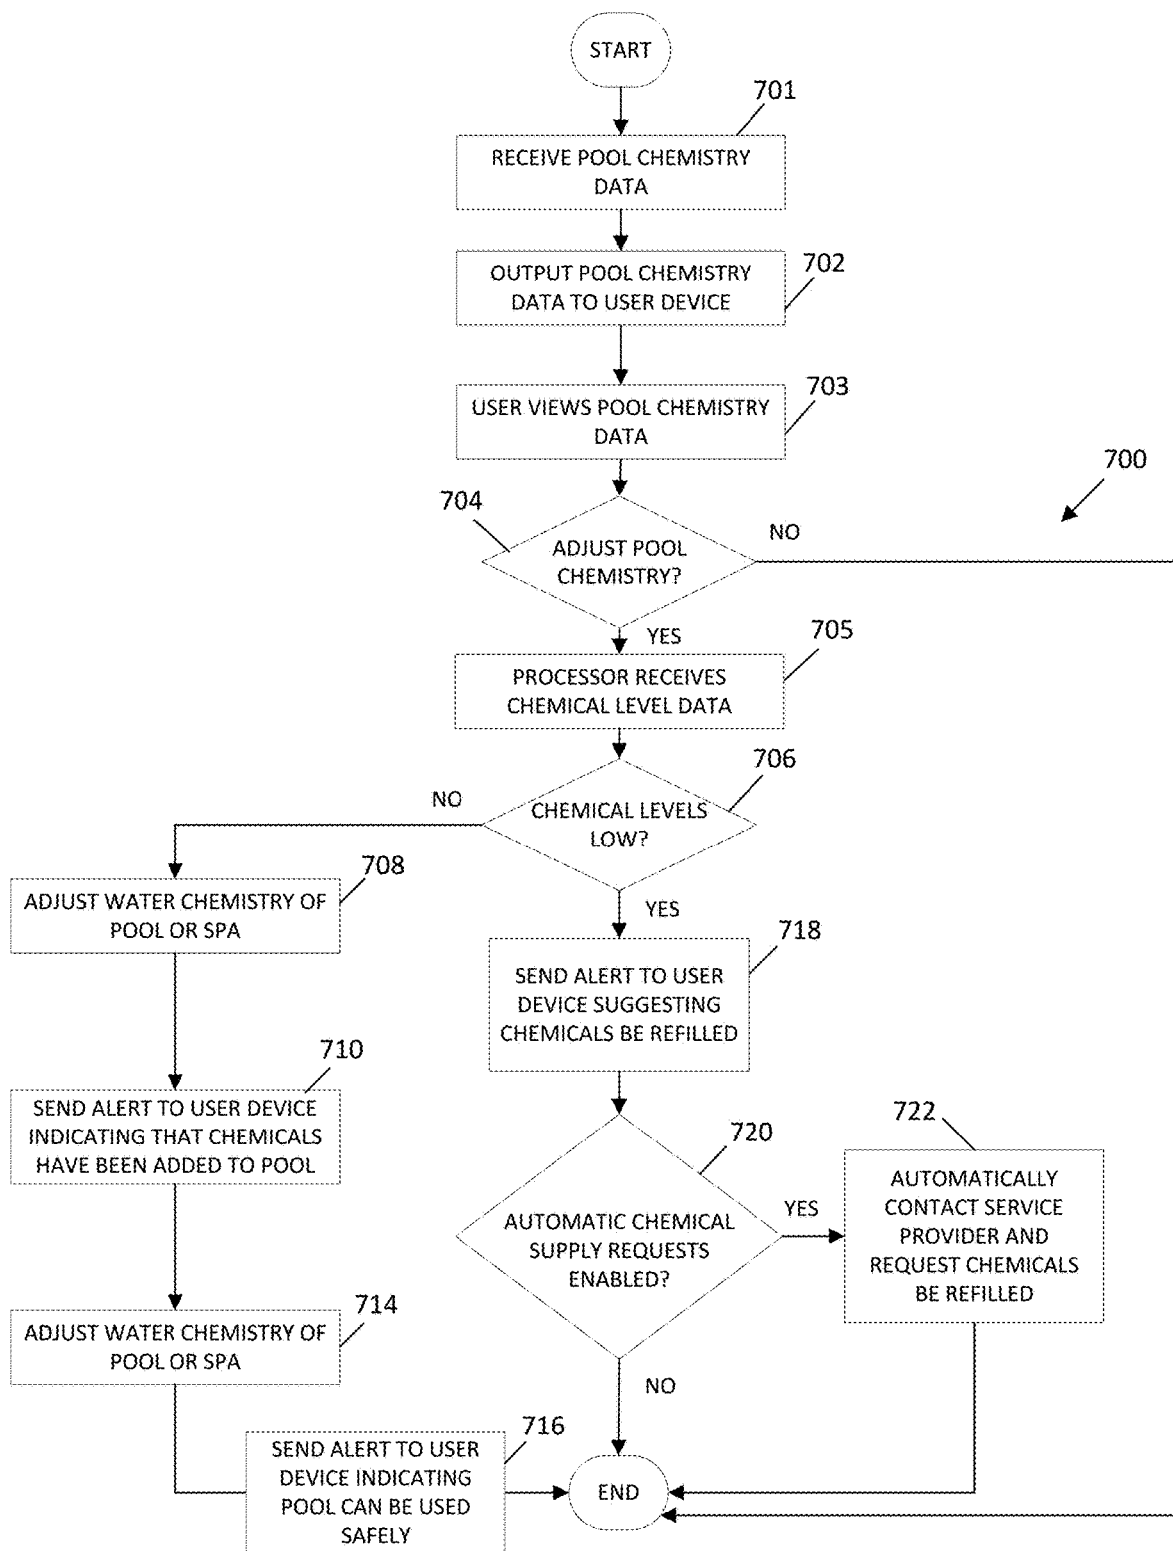 START
701
RECEIVE POOL CHEMISTRY
DATA
702
OUTPUT POOL CHEMISTRY
DATA TO USER DEVICE
703
USER VIEWS POOL CHEMISTRY
DATA
700
704
NO
ADJUST POOL
CHEMISTRY?
YES
705
PROCESSOR RECEIVES
CHEMICAL LEVEL DATA
706
NO
CHEMICAL LEVELS
LOW?
708
ADJUST WATER CHEMISTRY OF
POOL OR SPA
YES
718
SEND ALERT TO USER
DEVICE SUGGESTING
CHEMICALS BE REFILLED
710
SEND ALERT TO USER DEVICE
INDICATING THAT CHEMICALS
HAVE BEEN ADDED TO POOL
720
AUTOMATIC CHEMICAL
SUPPLY REQUESTS
ENABLED?
YES
722
AUTOMATICALLY
CONTACT SERVICE
PROVIDER AND
REQUEST CHEMICALS
BE REFILLED
714
ADJUST WATER CHEMISTRY OF
POOL OR SPA
NO
716
SEND ALERT TO USER
DEVICE INDICATING
POOL CAN BE USED
SAFELY
END